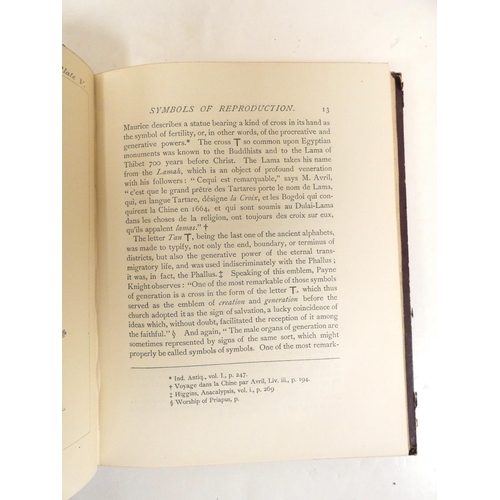 Plate V.
SYMBOLS OF REPRODUCTION. 13
Maurice describes a statue bearing a kind of cross in its hand as
the symbol of fertility, or, in other words, of the procreative and
generative powers.* The cross T so common upon Egyptian
monuments was known to the Buddhists and to the Lama of
Thibet 700 years before Christ. The Lama takes his name
from the Lamah, which is an object of profound veneration
with his followers: “Cequi est remarquable,” says M. Avril,
“c'est que le grand prêtre des Tartares porte le nom de Lama,
qui, en langue Tartare, désigne la Croix, et les Bogdoi qui con-
quirent la Chine en 1664, et qui sont soumis au Dulai-Lama
dans les choses de la religion, ont toujours des croix sur eux,
qu'ils appalent lamas.” †
The letter Tau T, being the last one of the ancient alphabets,
was made to typify, not only the end, boundary, or terminus of
districts, but also the generative power of the eternal trans-
migratory life, and was used indiscriminately with the Phallus;
it was, in fact, the Phallus.‡ Speaking of this emblem, Payne
Knight observes: “One of the most remarkable of those symbols
of generation is a cross in the form of the letter T, which thus
served as the emblem of creation and generation before the
church adopted it as the sign of salvation, a lucky coincidence of
ideas which, without doubt, facilitated the reception of it among
the faithful.” § And again, “The male organs of generation are
sometimes represented by signs of the same sort, which might
properly be called symbols of symbols. One of the most remark-
* Ind. Antiq., vol. I., p. 247.
† Voyage dans la Chine par Avril, Liv. iii., p. 194.
‡ Higgins, Anacalypsis, vol. i., p. 269
§ Worship of Priapus, p.